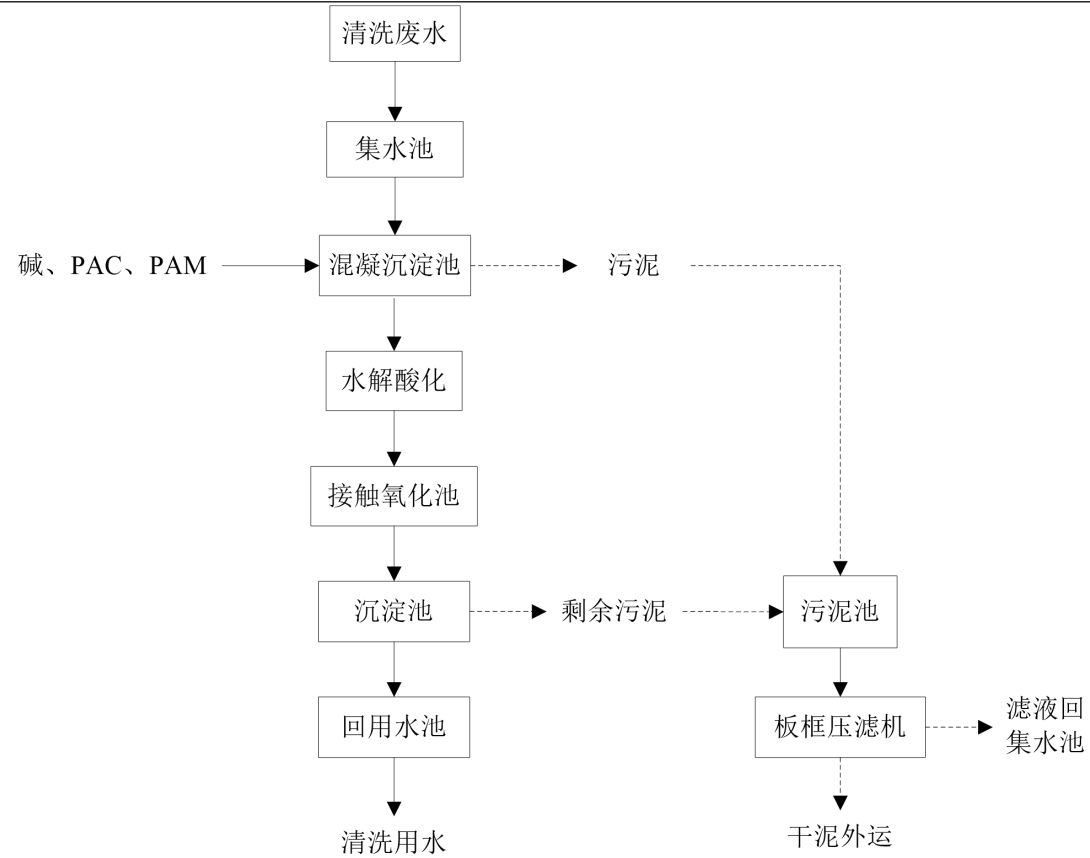 清洗废水
集水池
碱、PAC、PAM
混凝沉淀池
污泥
水解酸化
接触氧化池
沉淀池
剩余污泥
污泥池
回用水池
板框压滤机
滤液回
集水池
清洗用水
干泥外运